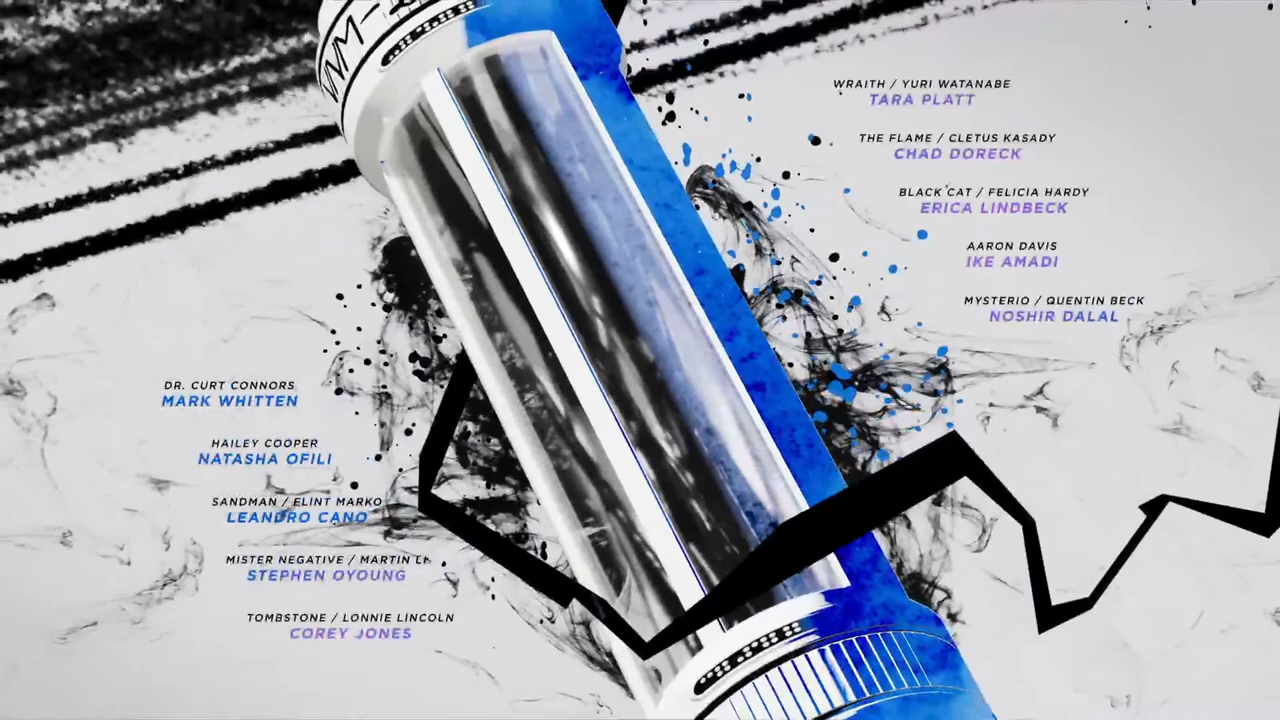 WRAITH / YURI WATANABE
TARA PLATT
THE FLAME / CLETUS KASADY
CHAD DORECK
BLACK CAT / FELICIA HARDY
ERICA LINDBECK
AARON DAVIS
IKE AMADI
MYSTERIO / QUENTIN BECK
NOSHIR DALAL
DR. CURT CONNORS
MARK WHITTEN
HAILEY COOPER
NATASHA OFILI
SANDMAN / FLINT MARKO
LEANDRO CANO
MISTER NEGATIVE / MARTIN
STEPHEN OYOUNG
TOMBSTONE / LONNIE LINCOLN
COREY JONES